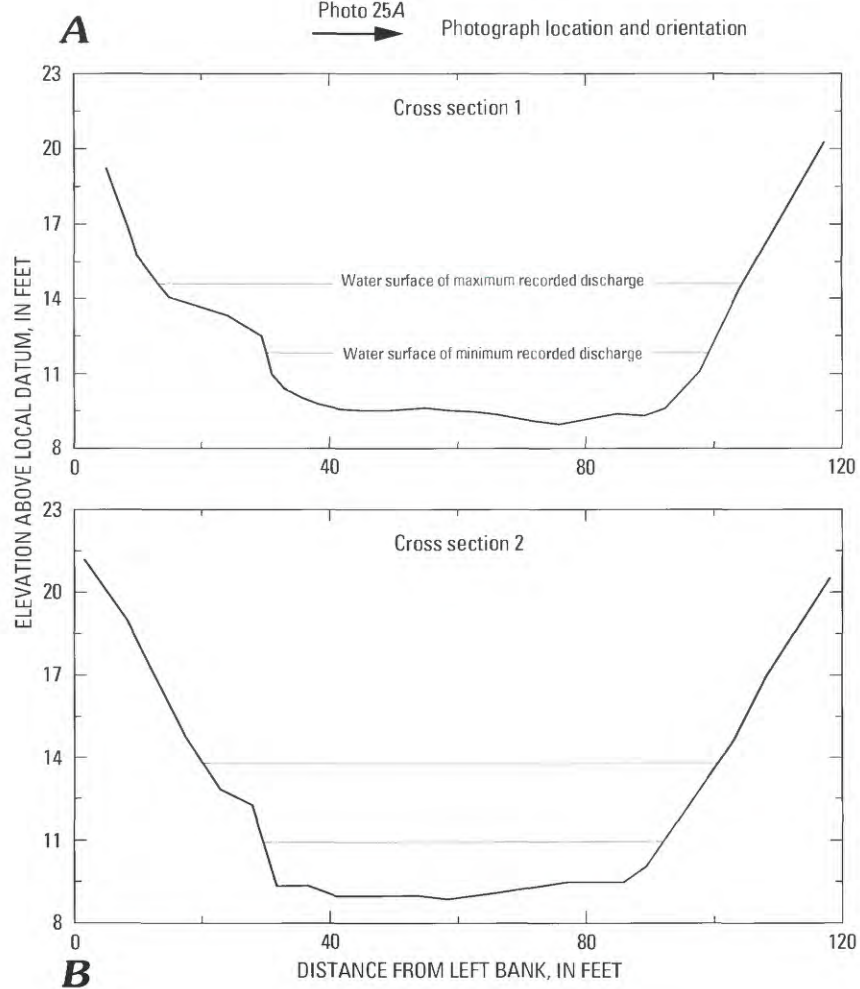 Photo 25A
A
Photograph location and orientation
23
Cross section 1
20
17
Water surface of maximum recorded discharge
14
Water surface of minimum recorded discharge
11
8
0
40
80
120
ELEVATION ABOVE LOCAL DATUM, IN FEET
23
Cross section 2
20
17
14
11
8
0
40
80
120
B
DISTANCE FROM LEFT BANK, IN FEET